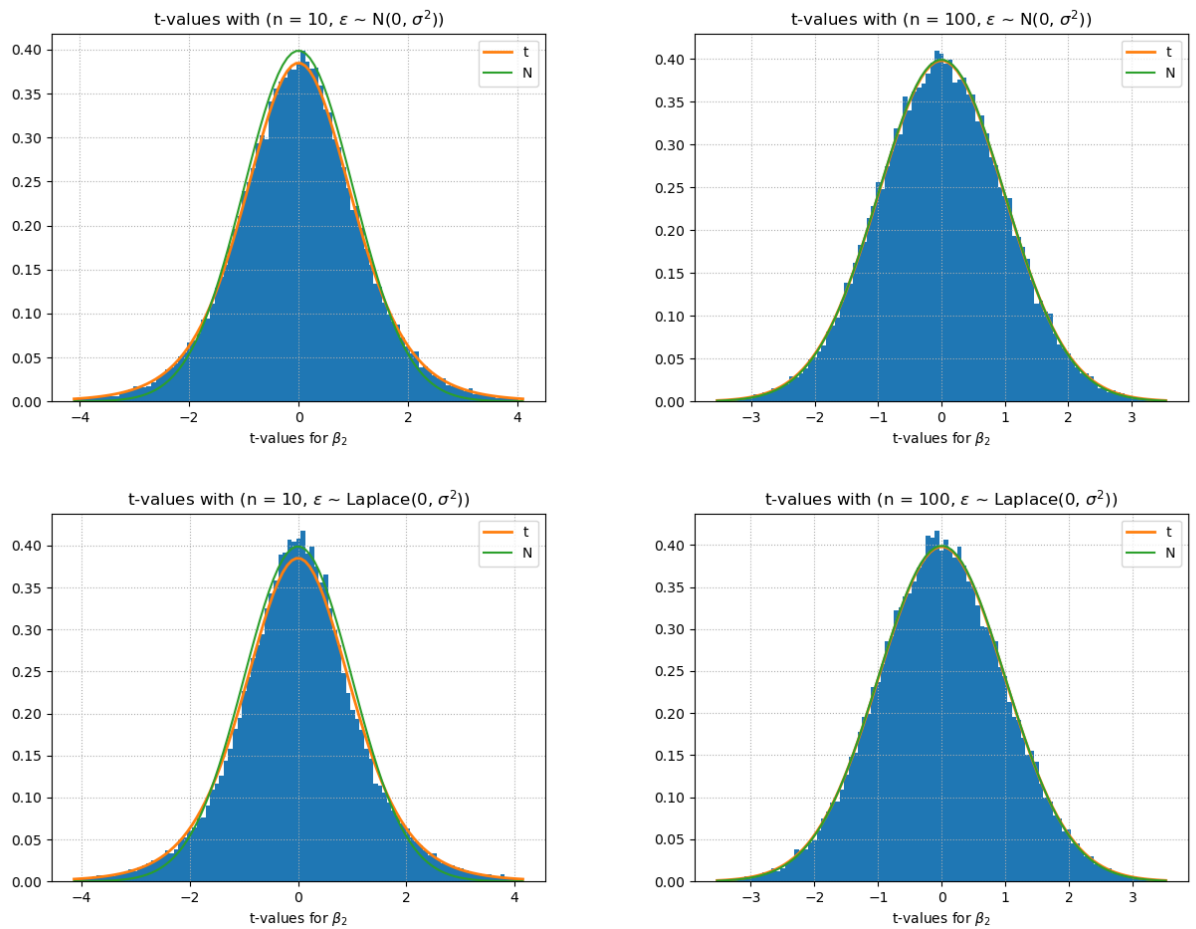 t-values with (n = 10, ε ~ N(0, σ²))
0.40
0.35
0.30
0.25
0.20
0.15
0.10
0.05
0.00
t
N
−4 −2 0 2 4
t-values for β₂
t-values with (n = 100, ε ~ N(0, σ²))
0.40
0.35
0.30
0.25
0.20
0.15
0.10
0.05
0.00
t
N
−3 −2 −1 0 1 2 3
t-values for β₂
t-values with (n = 10, ε ~ Laplace(0, σ²))
0.40
0.35
0.30
0.25
0.20
0.15
0.10
0.05
0.00
t
N
−4 −2 0 2 4
t-values for β₂
t-values with (n = 100, ε ~ Laplace(0, σ²))
0.40
0.35
0.30
0.25
0.20
0.15
0.10
0.05
0.00
t
N
−3 −2 −1 0 1 2 3
t-values for β₂